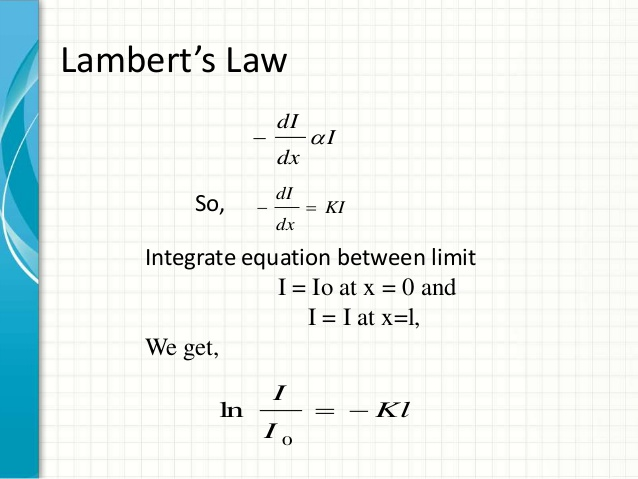 Lambert's Law
− dI/dx α I
So, − dI/dx = KI
Integrate equation between limit
I = Io at x = 0 and
I = I at x=l,
We get,
ln I/I₀ = − Kl